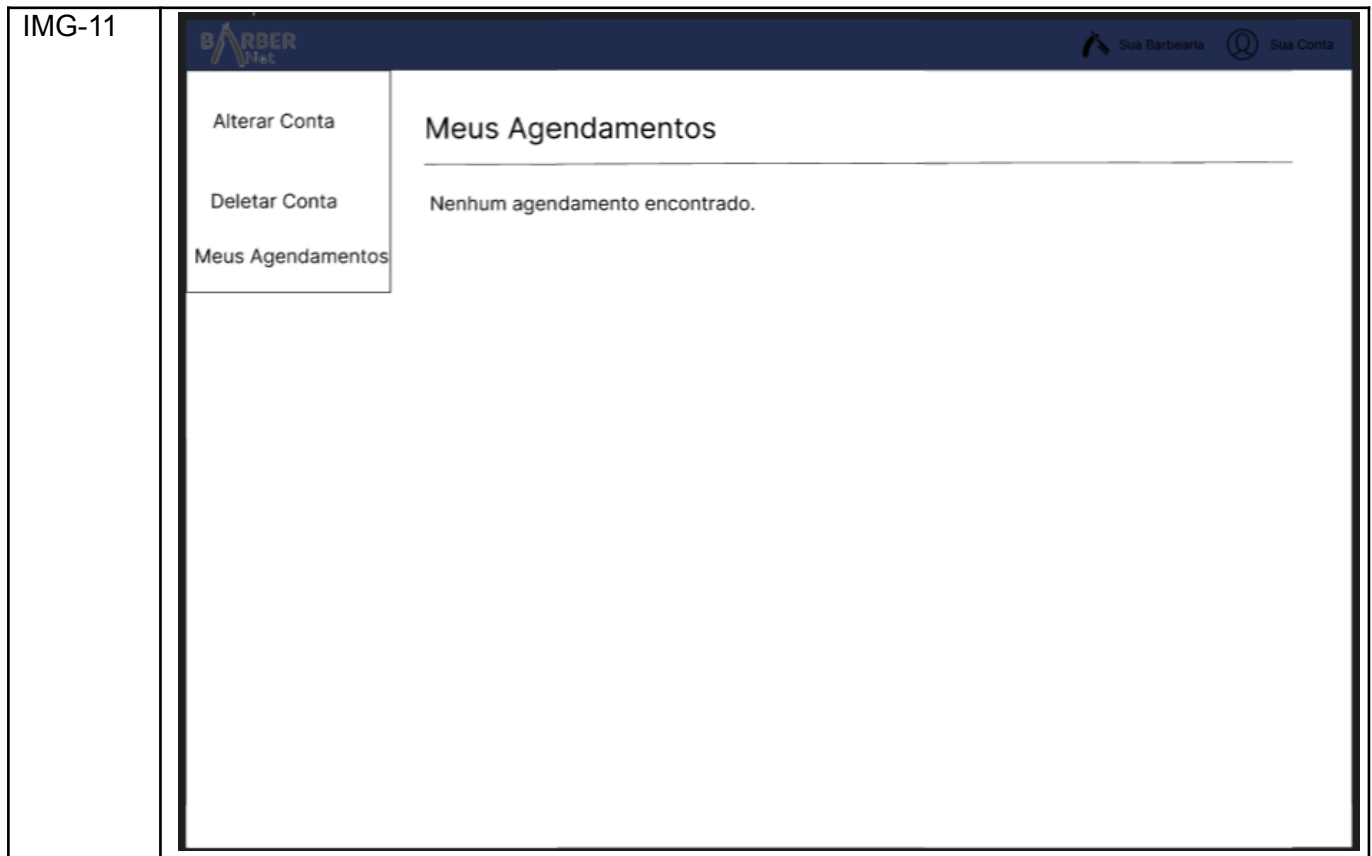 IMG-11
BARBER
Net
Sua Barbearia
Sua Conta
Alterar Conta
Meus Agendamentos
Deletar Conta
Nenhum agendamento encontrado.
Meus Agendamentos